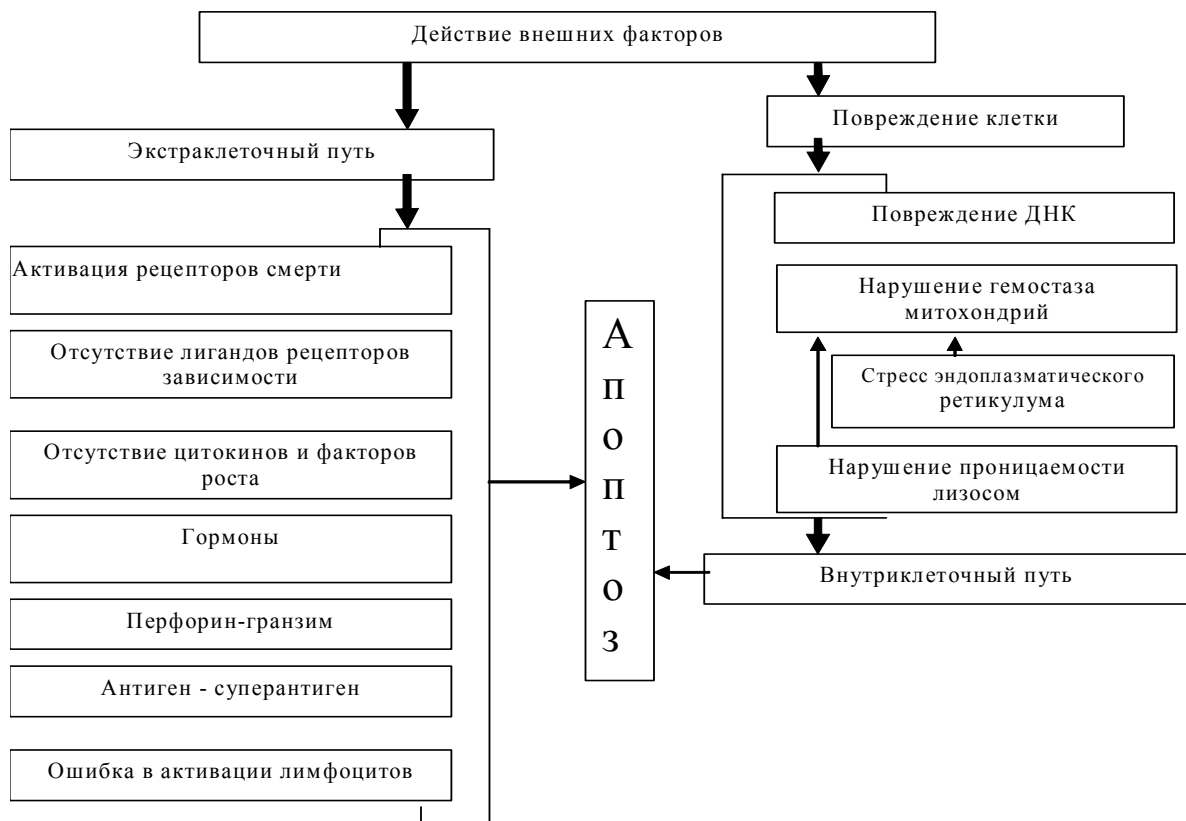 Действие внешних факторов
Экстраклеточный путь
Активация рецепторов смерти
Отсутствие лигандов рецепторов
зависимости
Отсутствие цитокинов и факторов
роста
Гормоны
Перфорин-гранзим
Антиген - суперантиген
Ошибка в активации лимфоцитов
Апоптоз
Повреждение клетки
Повреждение ДНК
Нарушение гемостаза
митохондрий
Стресс эндоплазматического
ретикулума
Нарушение проницаемости
лизосом
Внутриклеточный путь